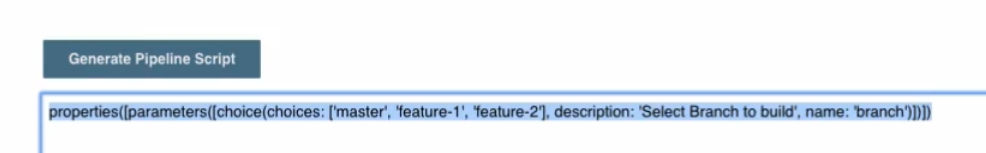 Generate Pipeline Script
properties([parameters([choice(choices: ['master', 'feature-1', 'feature-2'], description: 'Select Branch to build', name: 'branch')])])